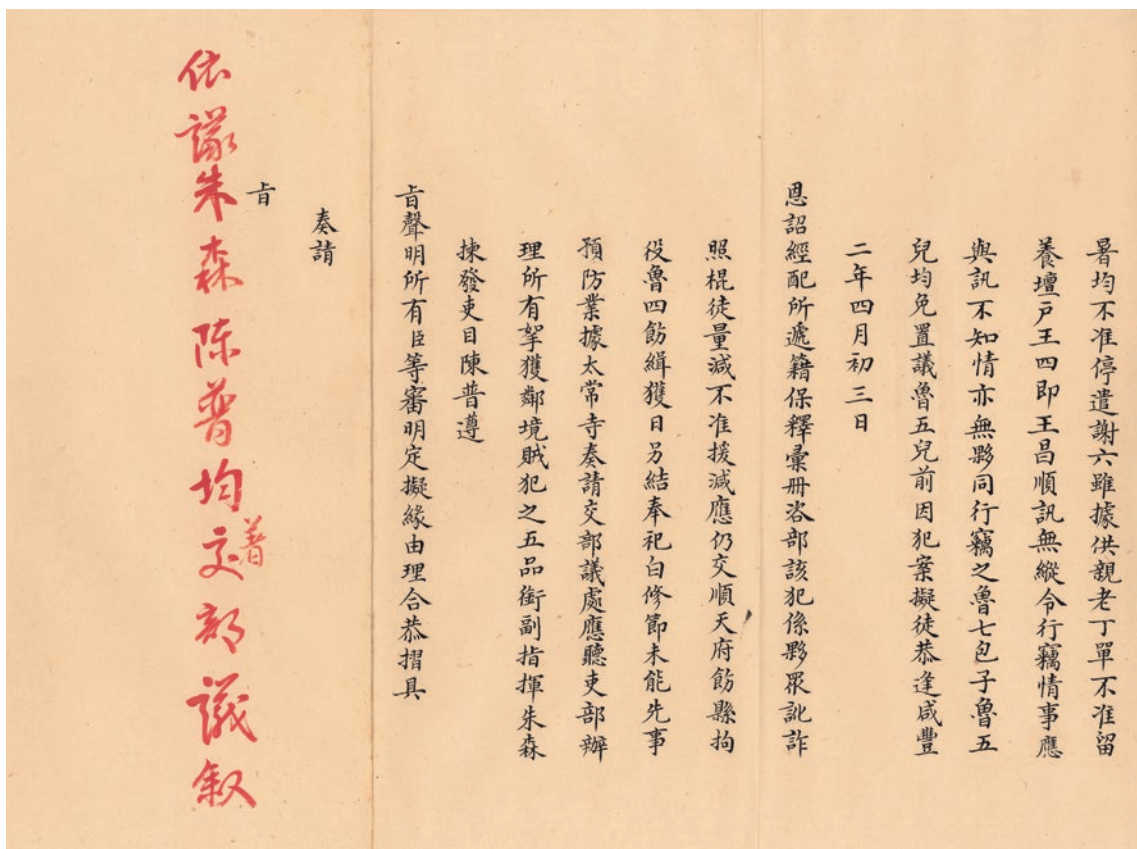 暑均不准停遣謝六雖據供親老丁單不准留
養壇戶王四即王昌順訊無縱令行竊情事應
與訊不知情亦無夥同行竊之魯七包子魯五
兒均免置議魯五兒前因犯案擬徒恭逢咸豐
二年四月初三日
恩詔經配所遞籍保釋彙冊咨部該犯係夥眾訛詐
照棍徒量減不准援減應仍交順天府飭縣拘
役魯四飭緝獲日另結奉祀白修節未能先事
預防業據太常寺奏請交部議處應聽吏部辦
理所有拏獲鄰境賊犯之五品銜副指揮朱森
揀發吏目陳普遵
旨聲明所有臣等審明定擬緣由理合恭摺具
奏請
旨
依議朱森陳普均著交部議敘